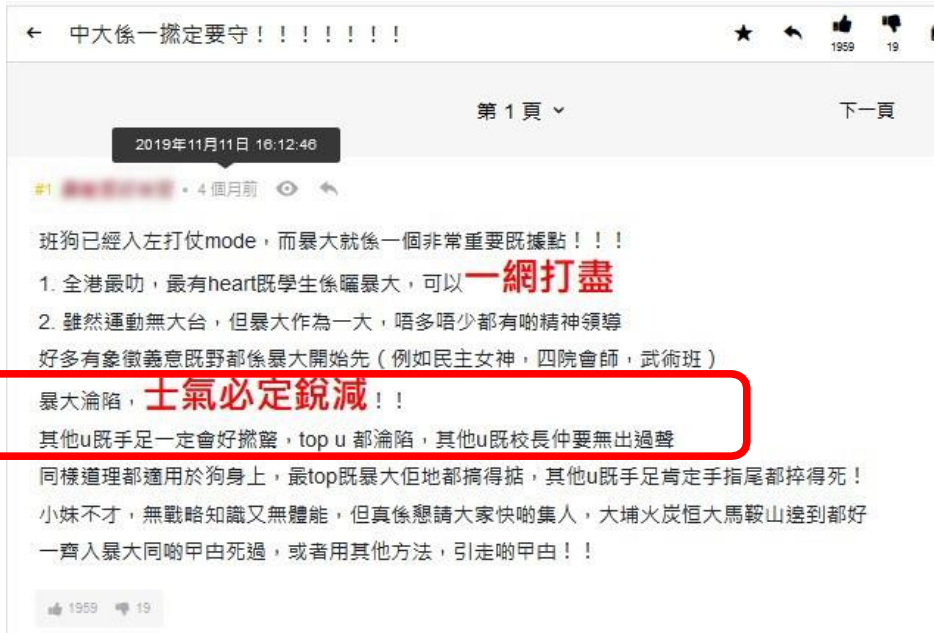 中大係一撚定要守！！！！！！！
1959 19
第 1 頁
下一頁
2019年11月11日 16:12:46
#1 • 4 個月前
班狗已經入左打仗mode，而暴大就係一個非常重要既據點！！！
1. 全港最叻，最有heart既學生係曬暴大，可以一網打盡
2. 雖然運動無大台，但暴大作為一大，唔多唔少都有啲精神領導
好多有象徵義意既野都係暴大開始先（例如民主女神，四院會師，武術班）
暴大淪陷，士氣必定銳減！！
其他u既手足一定會好撚驚，top u 都淪陷，其他u既校長仲要無出過聲
同樣道理都適用於狗身上，最top既暴大佢地都搞得掂，其他u既手足肯定手指尾都捽得死！
小妹不才，無戰略知識又無體能，但真係懇請大家快啲集人，大埔火炭恒大馬鞍山邊到都好
一齊入暴大同啲曱甴死過，或者用其他方法，引走啲曱甴！！
1959 19